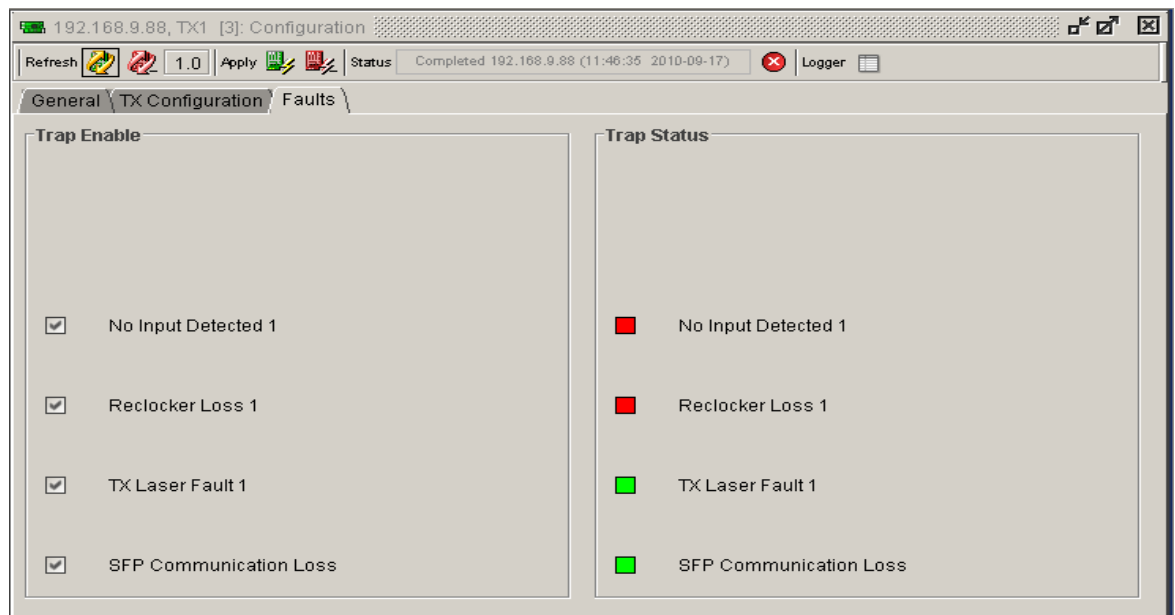 192.168.9.88, TX1 [3]: Configuration
Refresh 1.0 Apply Status Completed 192.168.9.88 (11:46:35 2010-09-17) Logger
General TX Configuration Faults
Trap Enable
No Input Detected 1
Reclocker Loss 1
TX Laser Fault 1
SFP Communication Loss
Trap Status
No Input Detected 1
Reclocker Loss 1
TX Laser Fault 1
SFP Communication Loss